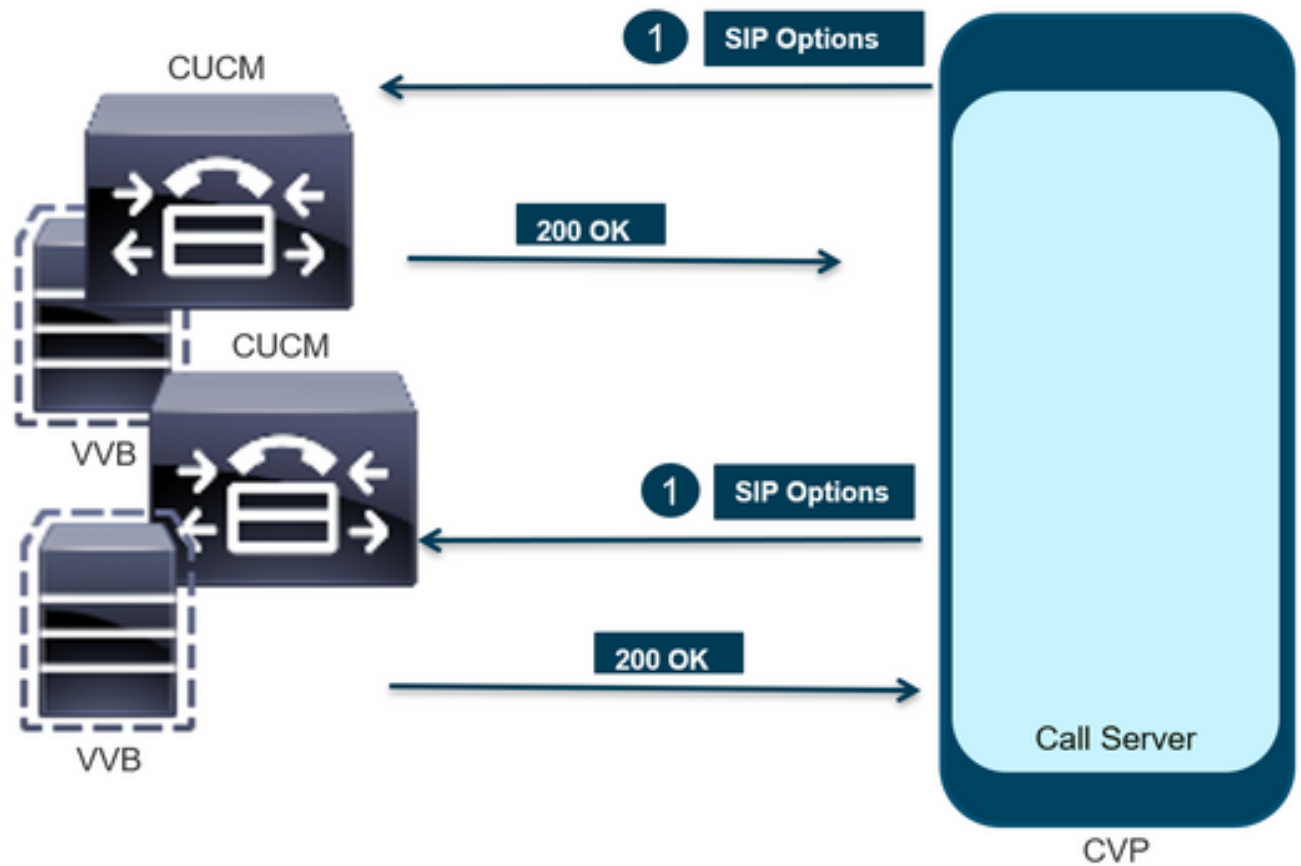 1 SIP Options
CUCM
200 OK
CUCM
VVB
1 SIP Options
200 OK
VVB
Call Server
CVP